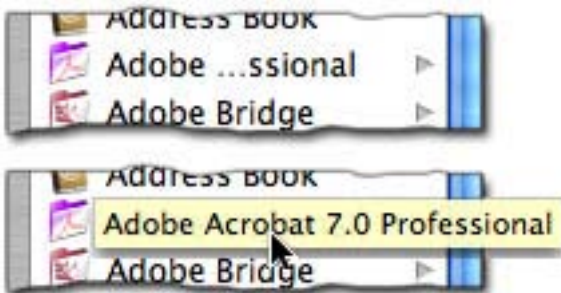 Address Book
Adobe ...ssional
Adobe Bridge
Address Book
Adobe Acrobat 7.0 Professional
Adobe Bridge